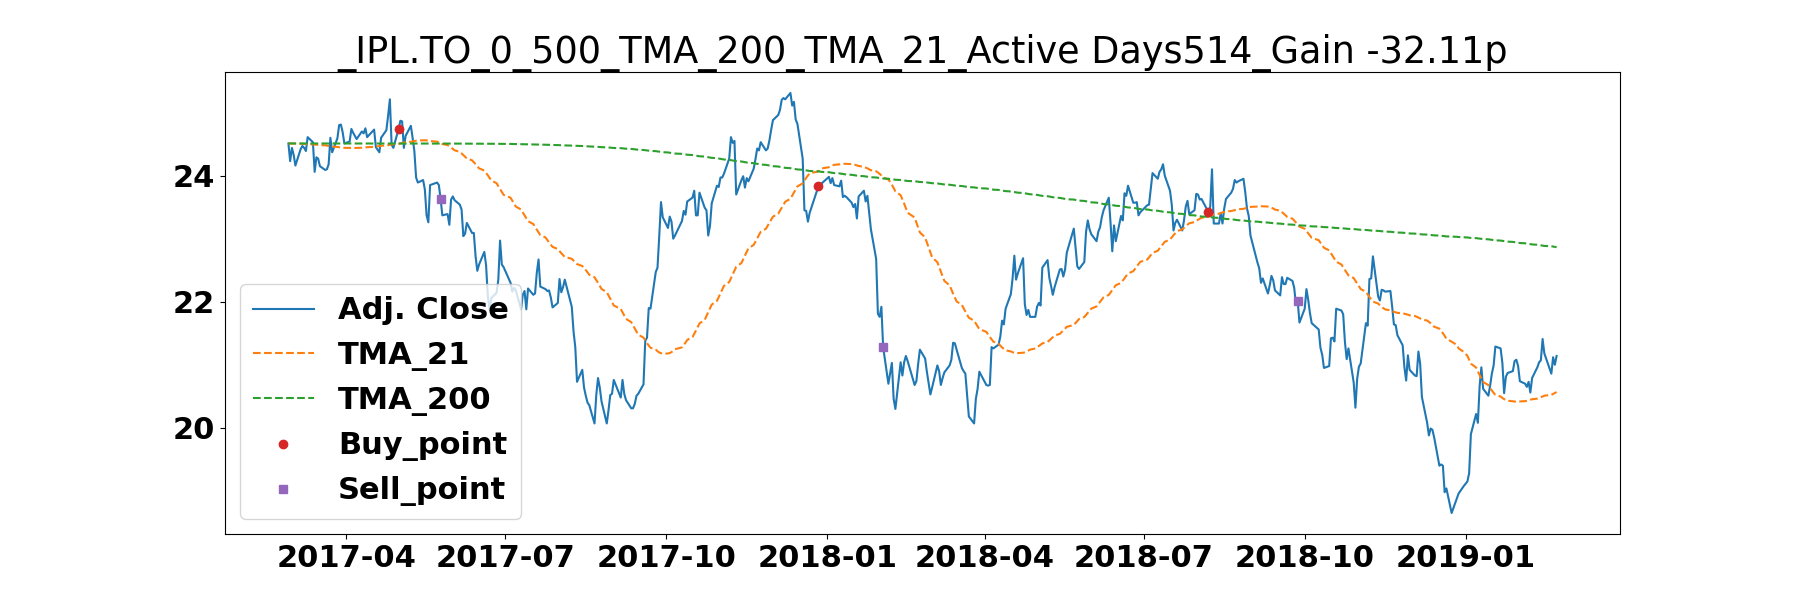 _IPL.TO_0_500_TMA_200_TMA_21_Active Days514_Gain -32.11p
24
22
20
Adj. Close
TMA_21
TMA_200
Buy_point
Sell_point
2017-04 2017-07 2017-10 2018-01 2018-04 2018-07 2018-10 2019-01